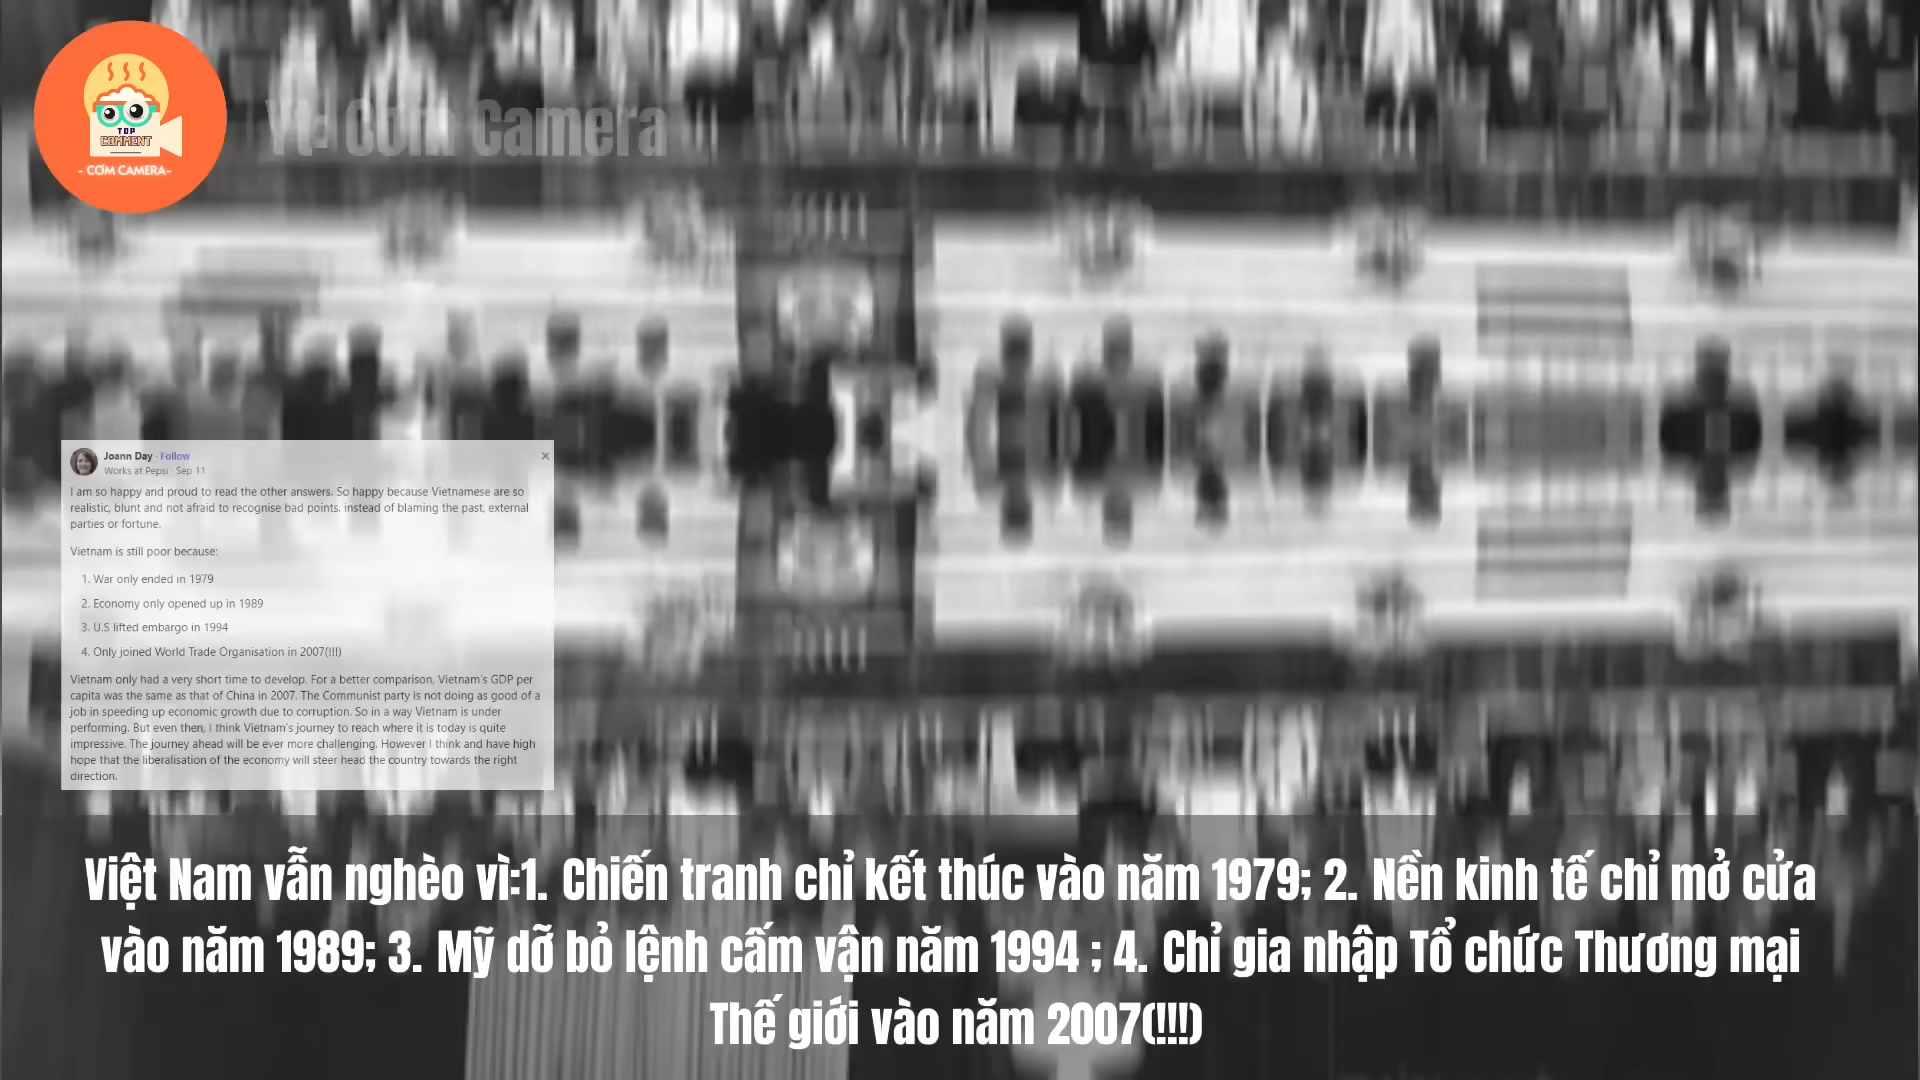 TOP
COMMENT
- CƠM CAMERA-
Yt: Cơm Camera
Joann Day · Follow
Works at Pepsi · Sep 11
I am so happy and proud to read the other answers. So happy because Vietnamese are so
realistic, blunt and not afraid to recognise bad points. instead of blaming the past, external
parties or fortune.
Vietnam is still poor because:
1. War only ended in 1979
2. Economy only opened up in 1989
3. U.S lifted embargo in 1994
4. Only joined World Trade Organisation in 2007(!!!)
Vietnam only had a very short time to develop. For a better comparison, Vietnam's GDP per
capita was the same as that of China in 2007. The Communist party is not doing as good of a
job in speeding up economic growth due to corruption. So in a way Vietnam is under
performing. But even then, I think Vietnam's journey to reach where it is today is quite
impressive. The journey ahead will be ever more challenging. However I think and have high
hope that the liberalisation of the economy will steer head the country towards the right
direction.
Việt Nam vẫn nghèo vì:1. Chiến tranh chỉ kết thúc vào năm 1979; 2. Nền kinh tế chỉ mở cửa
vào năm 1989; 3. Mỹ dỡ bỏ lệnh cấm vận năm 1994 ; 4. Chỉ gia nhập Tổ chức Thương mại
Thế giới vào năm 2007(!!!)